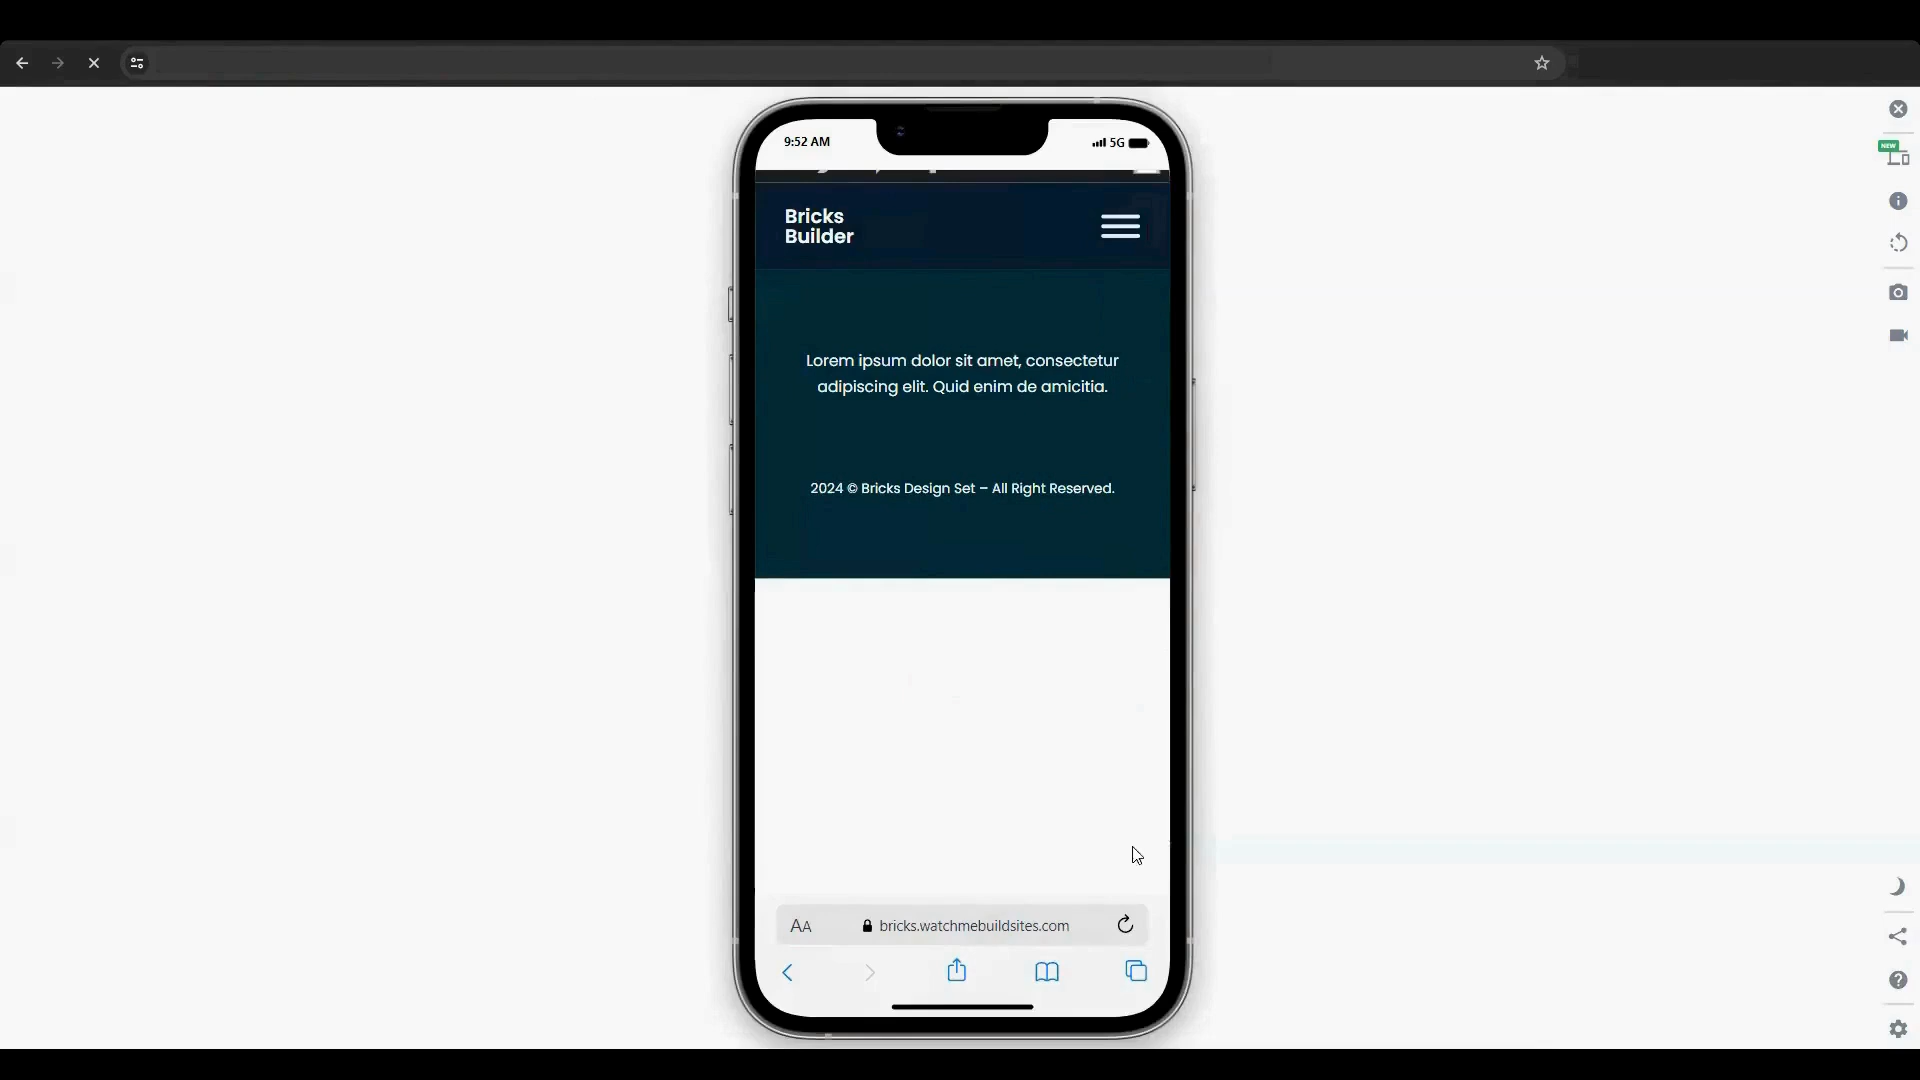 9:52 AM
5G
NEW
Bricks
Builder
Lorem ipsum dolor sit amet, consectetur
adipiscing elit. Quid enim de amicitia.
2024 © Bricks Design Set – All Right Reserved.
AA bricks.watchmebuildsites.com